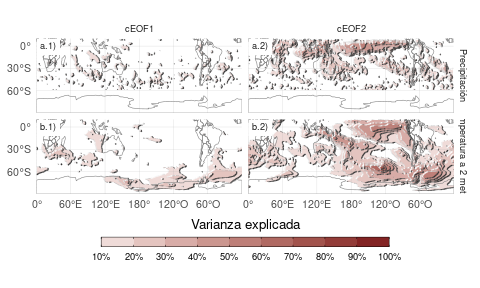 cEOF1 cEOF2
a.1) a.2)
0°
30°S
60°S
Precipitación
b.1) b.2)
0°
30°S
60°S
mperatura a 2 met
0° 60°E 120°E 180° 120°O 60°O 0° 60°E 120°E 180° 120°O 60°O
Varianza explicada
10% 20% 30% 40% 50% 60% 70% 80% 90% 100%